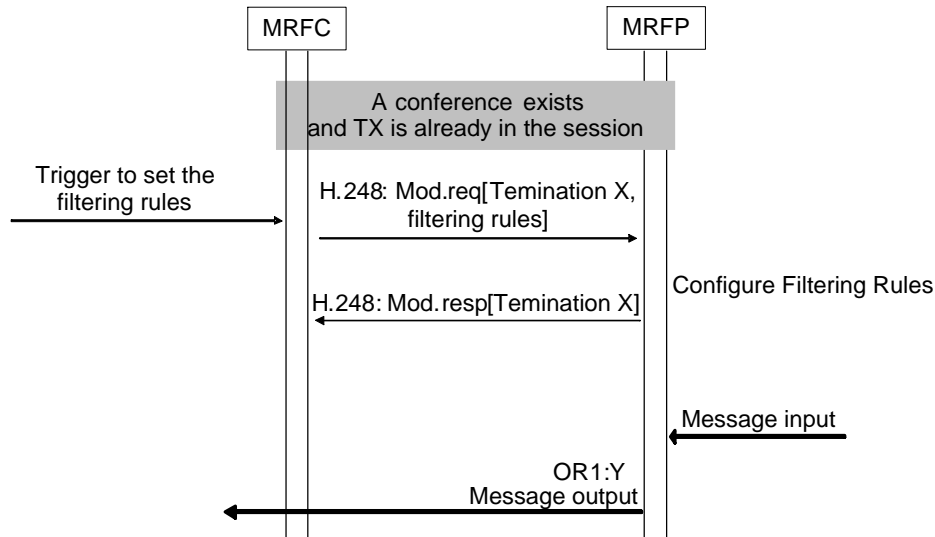 MRFC
MRFP
A conference exists
and TX is already in the session
Trigger to set the
filtering rules
H.248: Mod.req[Temination X,
filtering rules]
Configure Filtering Rules
H.248: Mod.resp[Temination X]
Message input
OR1:Y
Message output